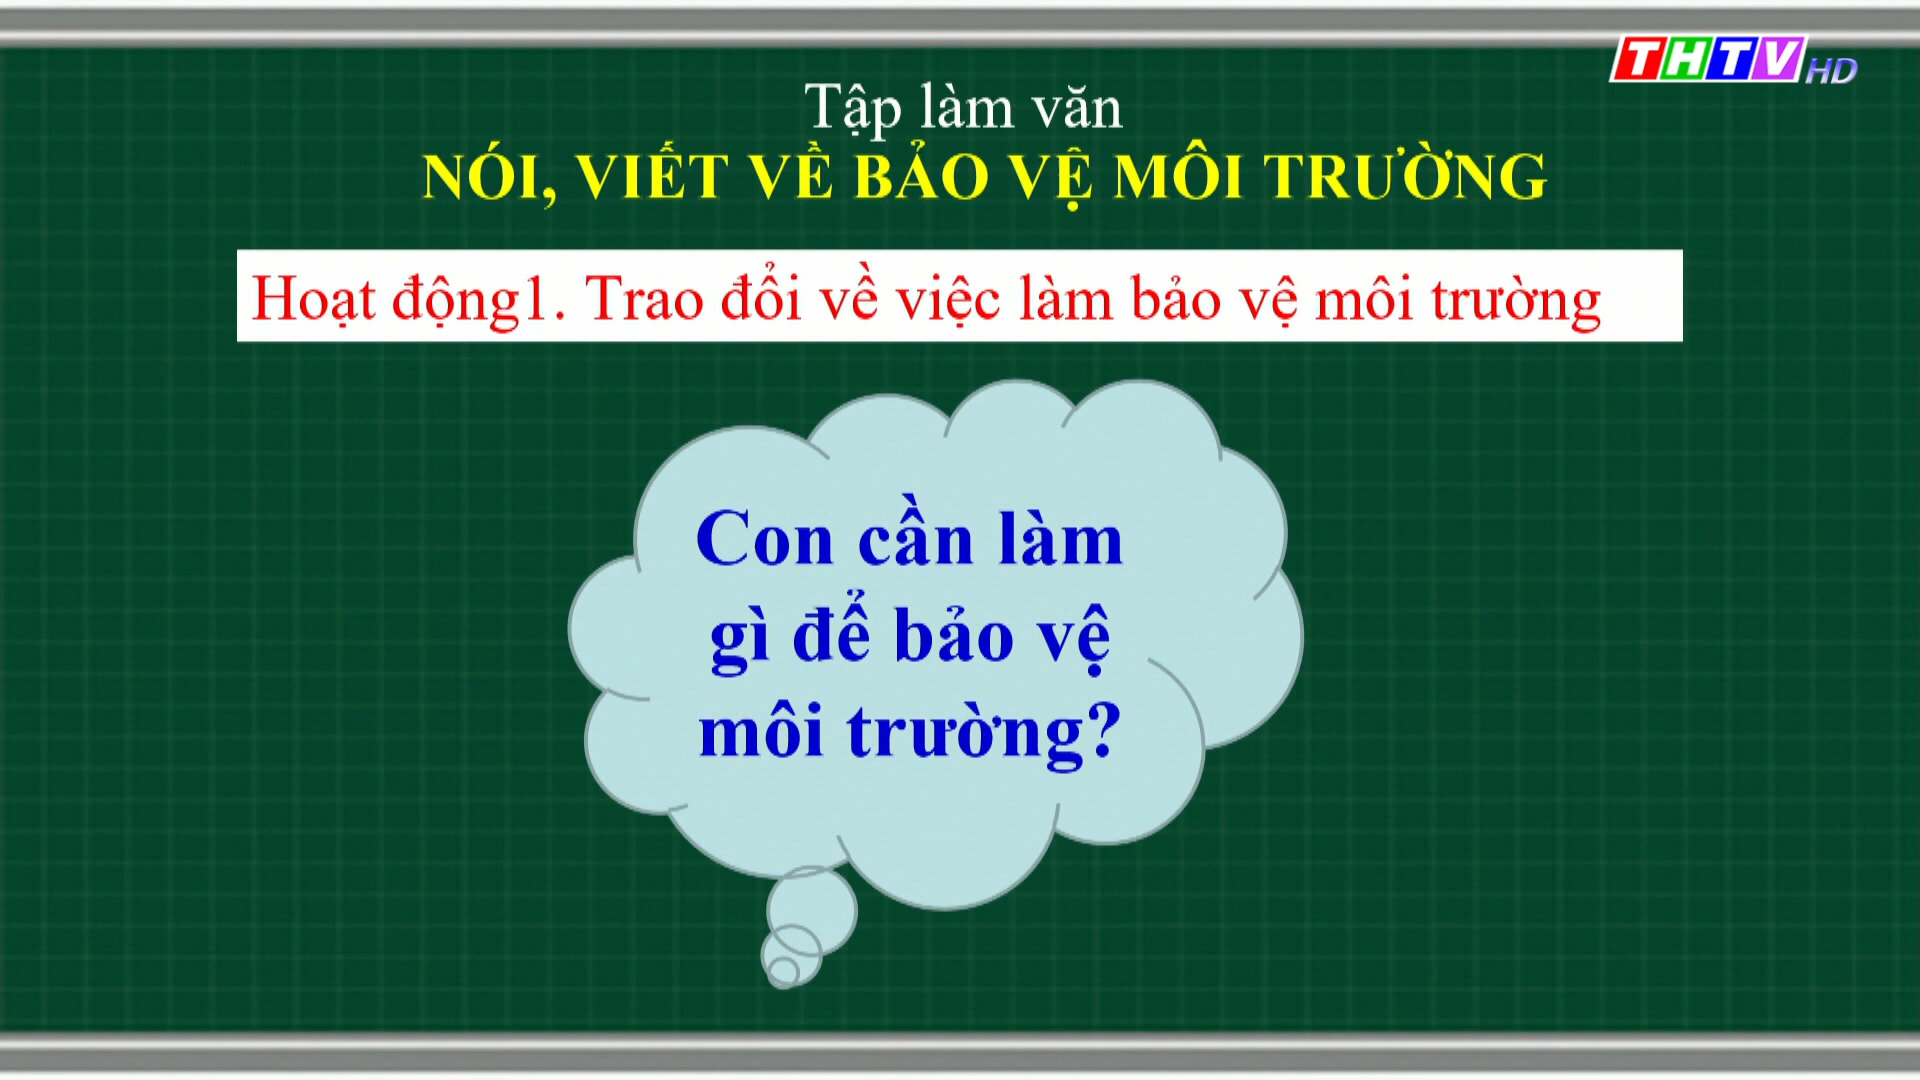 THTV HD
Tập làm văn
NÓI, VIẾT VỀ BẢO VỆ MÔI TRƯỜNG
Hoạt động1. Trao đổi về việc làm bảo vệ môi trường
Con cần làm
gì để bảo vệ
môi trường?